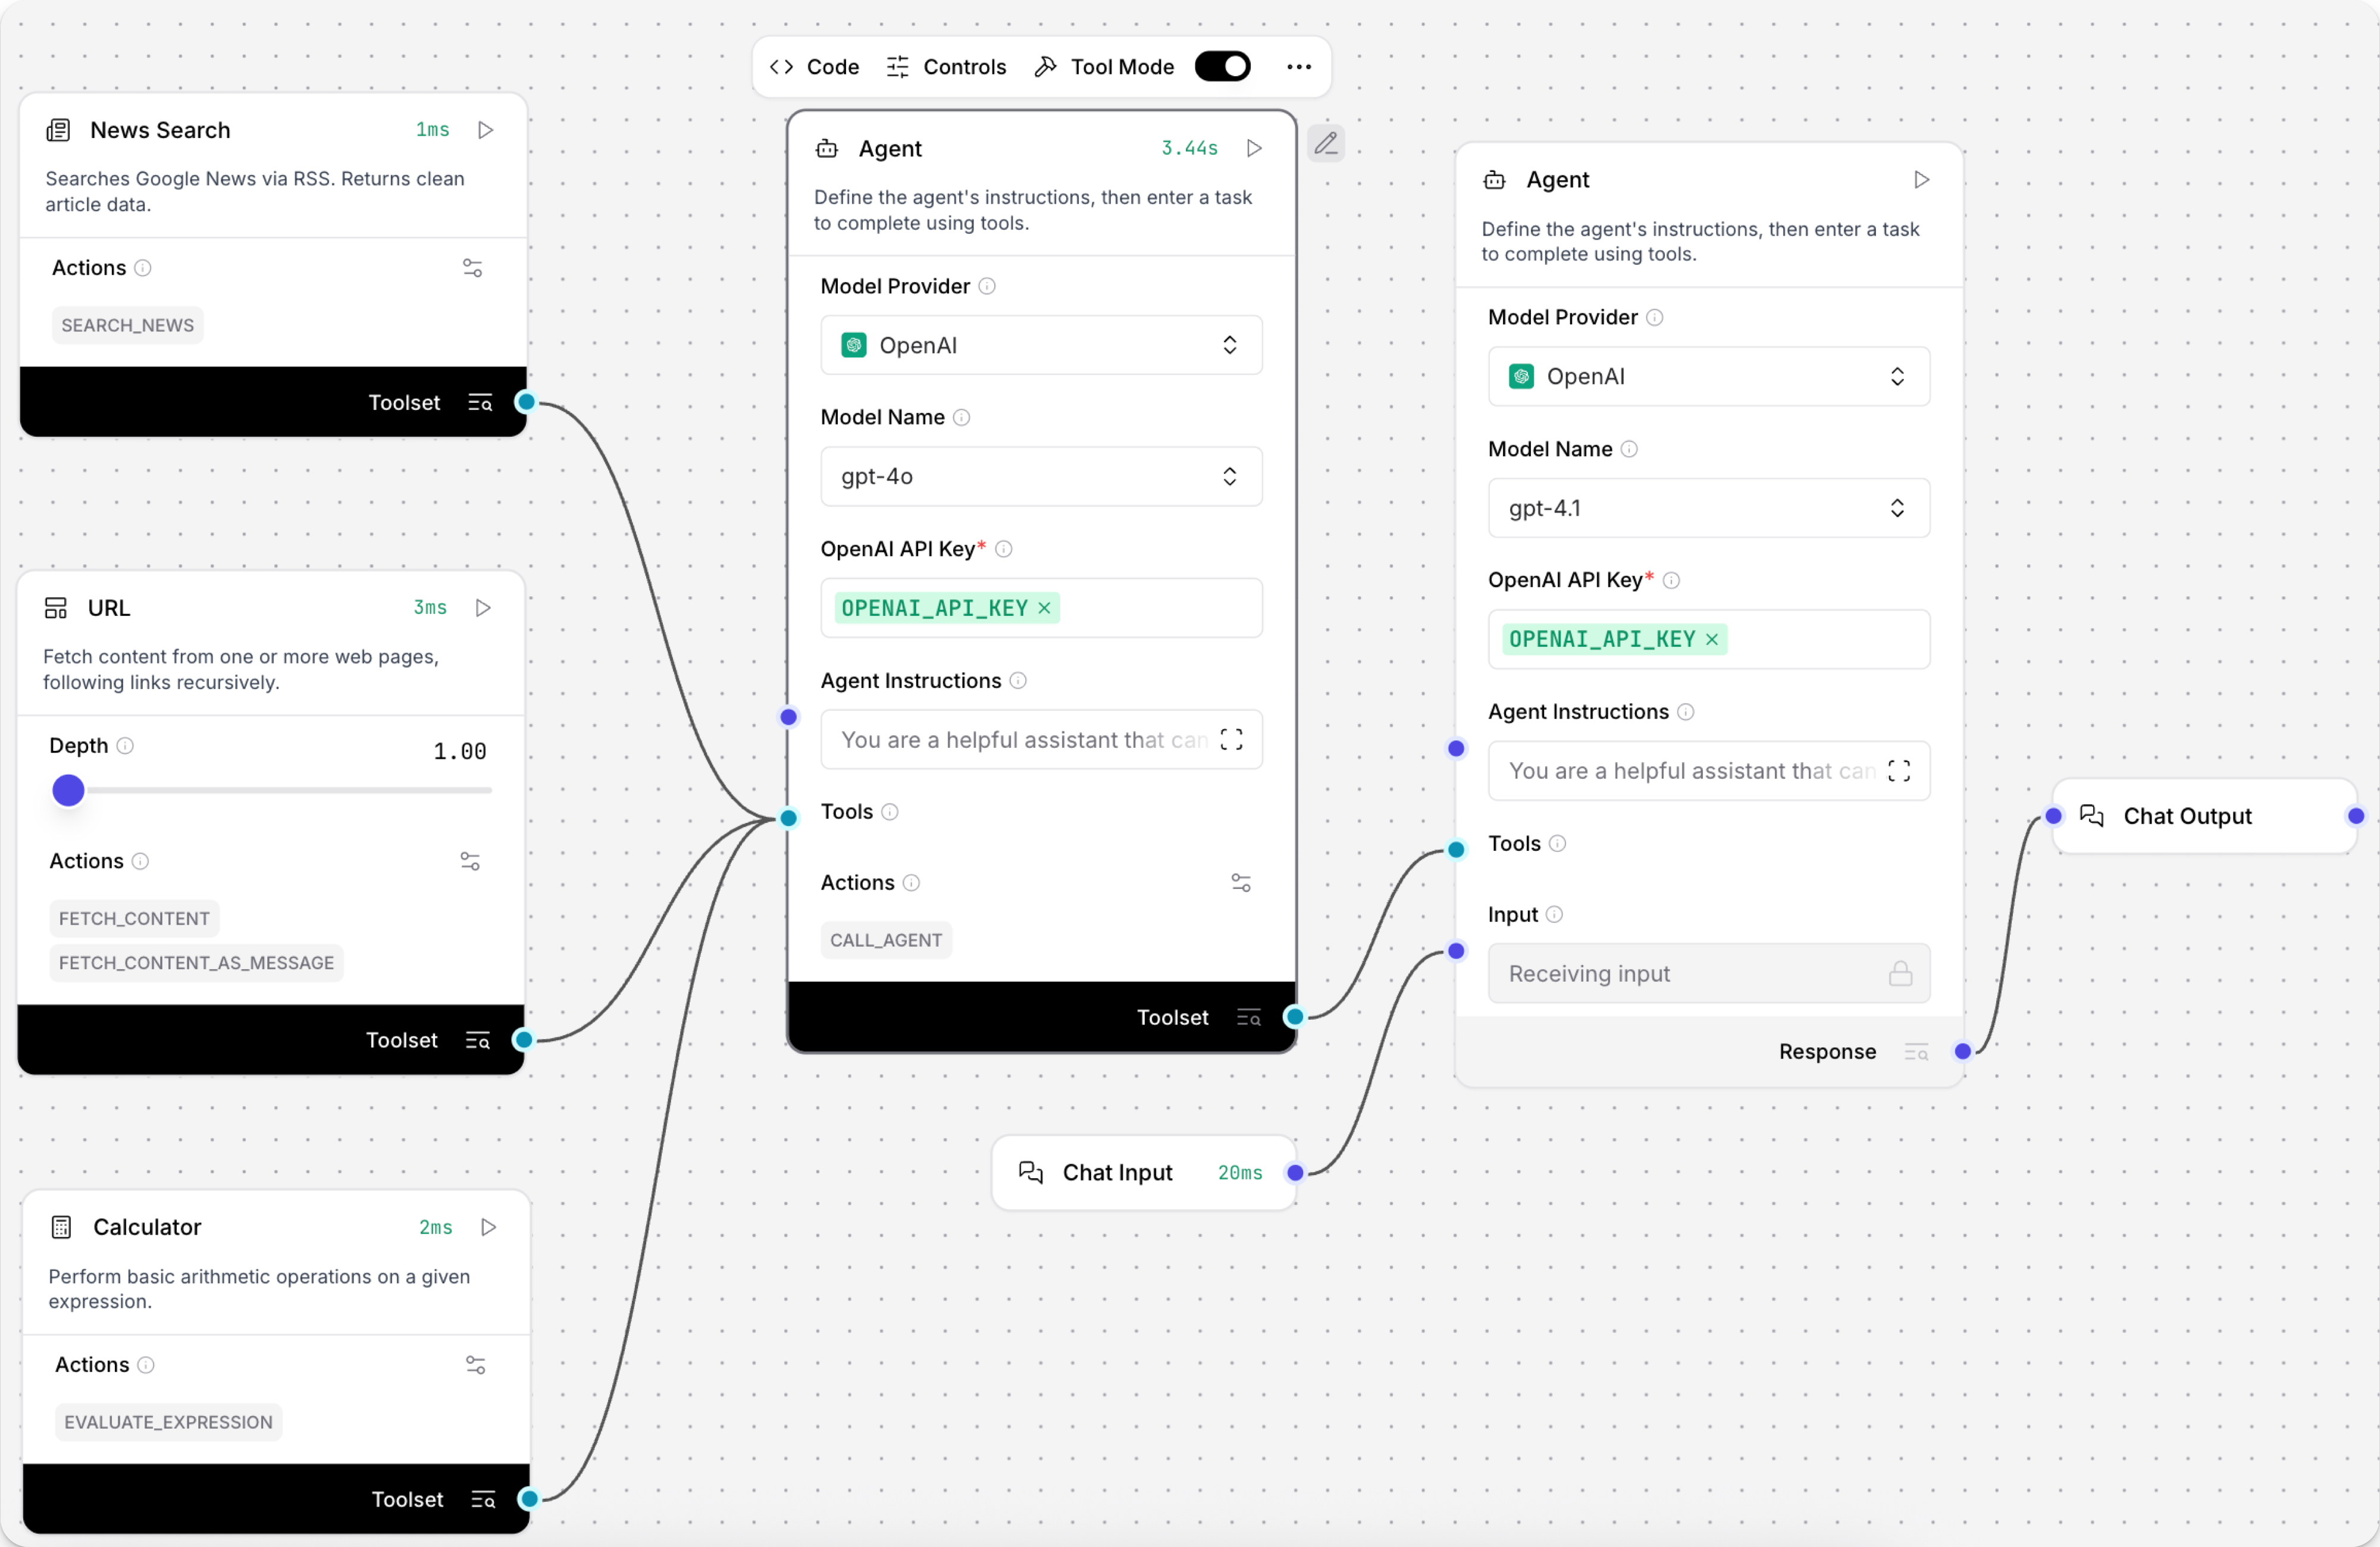 Code
Controls
Tool Mode
News Search
1ms
Searches Google News via RSS. Returns clean
article data.
Actions
SEARCH_NEWS
Toolset
URL
3ms
Fetch content from one or more web pages,
following links recursively.
Depth
1.00
Actions
FETCH_CONTENT
FETCH_CONTENT_AS_MESSAGE
Toolset
Calculator
2ms
Perform basic arithmetic operations on a given
expression.
Actions
EVALUATE_EXPRESSION
Toolset
Agent
3.44s
Define the agent's instructions, then enter a task
to complete using tools.
Model Provider
OpenAI
Model Name
gpt-4o
OpenAI API Key*
OPENAI_API_KEY ×
Agent Instructions
You are a helpful assistant that can
Tools
Actions
CALL_AGENT
Toolset
Chat Input
20ms
Agent
Define the agent's instructions, then enter a task
to complete using tools.
Model Provider
OpenAI
Model Name
gpt-4.1
OpenAI API Key*
OPENAI_API_KEY ×
Agent Instructions
You are a helpful assistant that can
Tools
Input
Receiving input
Response
Chat Output